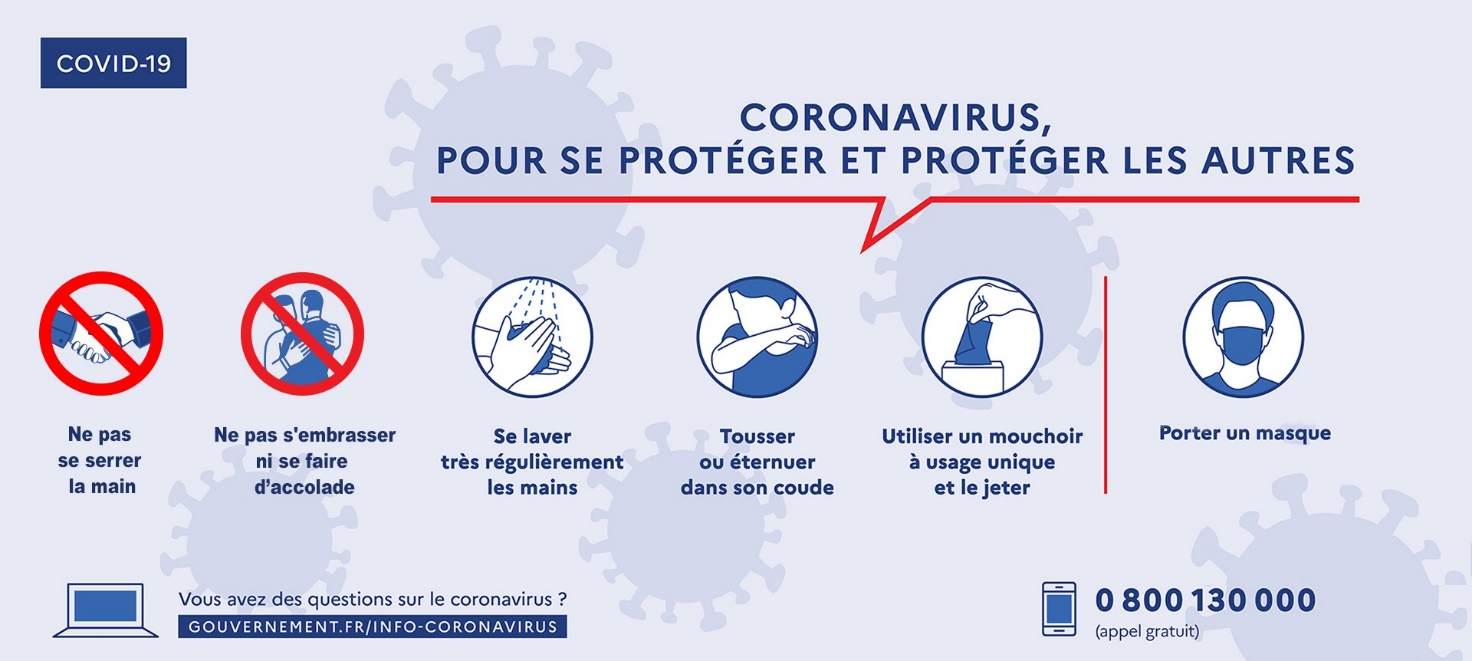 COVID-19
CORONAVIRUS,
POUR SE PROTÉGER ET PROTÉGER LES AUTRES
Ne pas
se serrer
la main
Ne pas s'embrasser
ni se faire
d’accolade
Se laver
très régulièrement
les mains
Tousser
ou éternuer
dans son coude
Utiliser un mouchoir
à usage unique
et le jeter
Porter un masque
Vous avez des questions sur le coronavirus ?
GOUVERNEMENT.FR/INFO-CORONAVIRUS
0 800 130 000
(appel gratuit)